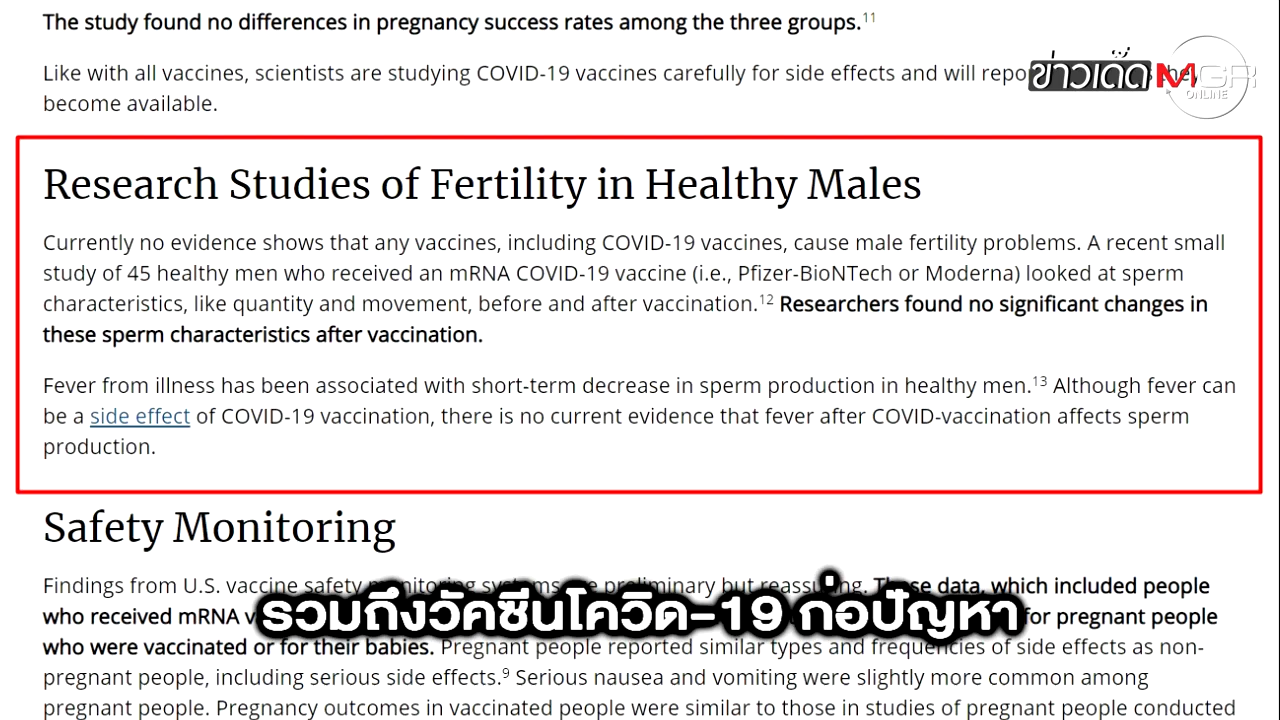 The study found no differences in pregnancy success rates among the three groups.11
Like with all vaccines, scientists are studying COVID-19 vaccines carefully for side effects and will
become available.
ข่าวเด็ด MGR
ONLINE
Research Studies of Fertility in Healthy Males
Currently no evidence shows that any vaccines, including COVID-19 vaccines, cause male fertility problems. A recent small
study of 45 healthy men who received an mRNA COVID-19 vaccine (i.e., Pfizer-BioNTech or Moderna) looked at sperm
characteristics, like quantity and movement, before and after vaccination.12 Researchers found no significant changes in
these sperm characteristics after vaccination.
Fever from illness has been associated with short-term decrease in sperm production in healthy men.13 Although fever can
be a side effect of COVID-19 vaccination, there is no current evidence that fever after COVID-vaccination affects sperm
production.
Safety Monitoring
Findings from U.S. vaccine safety preliminary but data, which included people
who received mRNA for pregnant people
รวมถึงวัคซีนโควิด-19 ก่อปัญหา
who were vaccinated or for their babies. Pregnant people reported similar types and frequencies of side effects as non-
pregnant people, including serious side effects.9 Serious nausea and vomiting were slightly more common among
pregnant people. Pregnancy outcomes in vaccinated people were similar to those in studies of pregnant people conducted